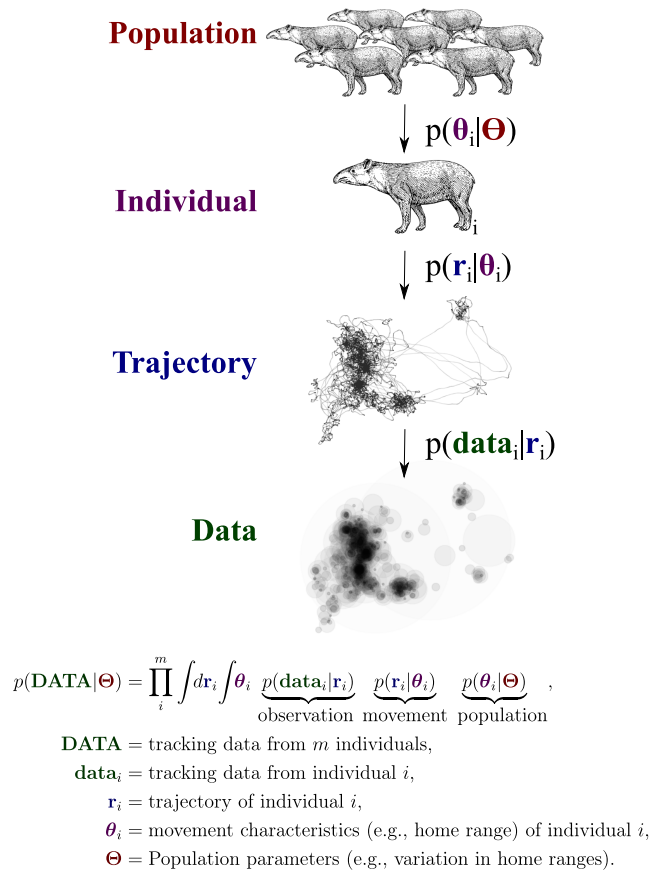 Population
p(θᵢ|Θ)
Individual
i
p(rᵢ|θᵢ)
Trajectory
p(dataᵢ|rᵢ)
Data
p(DATA|Θ) = ∏ᵢᵐ ∫drᵢ∫θᵢ p(dataᵢ|rᵢ) p(rᵢ|θᵢ) p(θᵢ|Θ) ,
observation movement population
DATA = tracking data from m individuals,
dataᵢ = tracking data from individual i,
rᵢ = trajectory of individual i,
θᵢ = movement characteristics (e.g., home range) of individual i,
Θ = Population parameters (e.g., variation in home ranges).